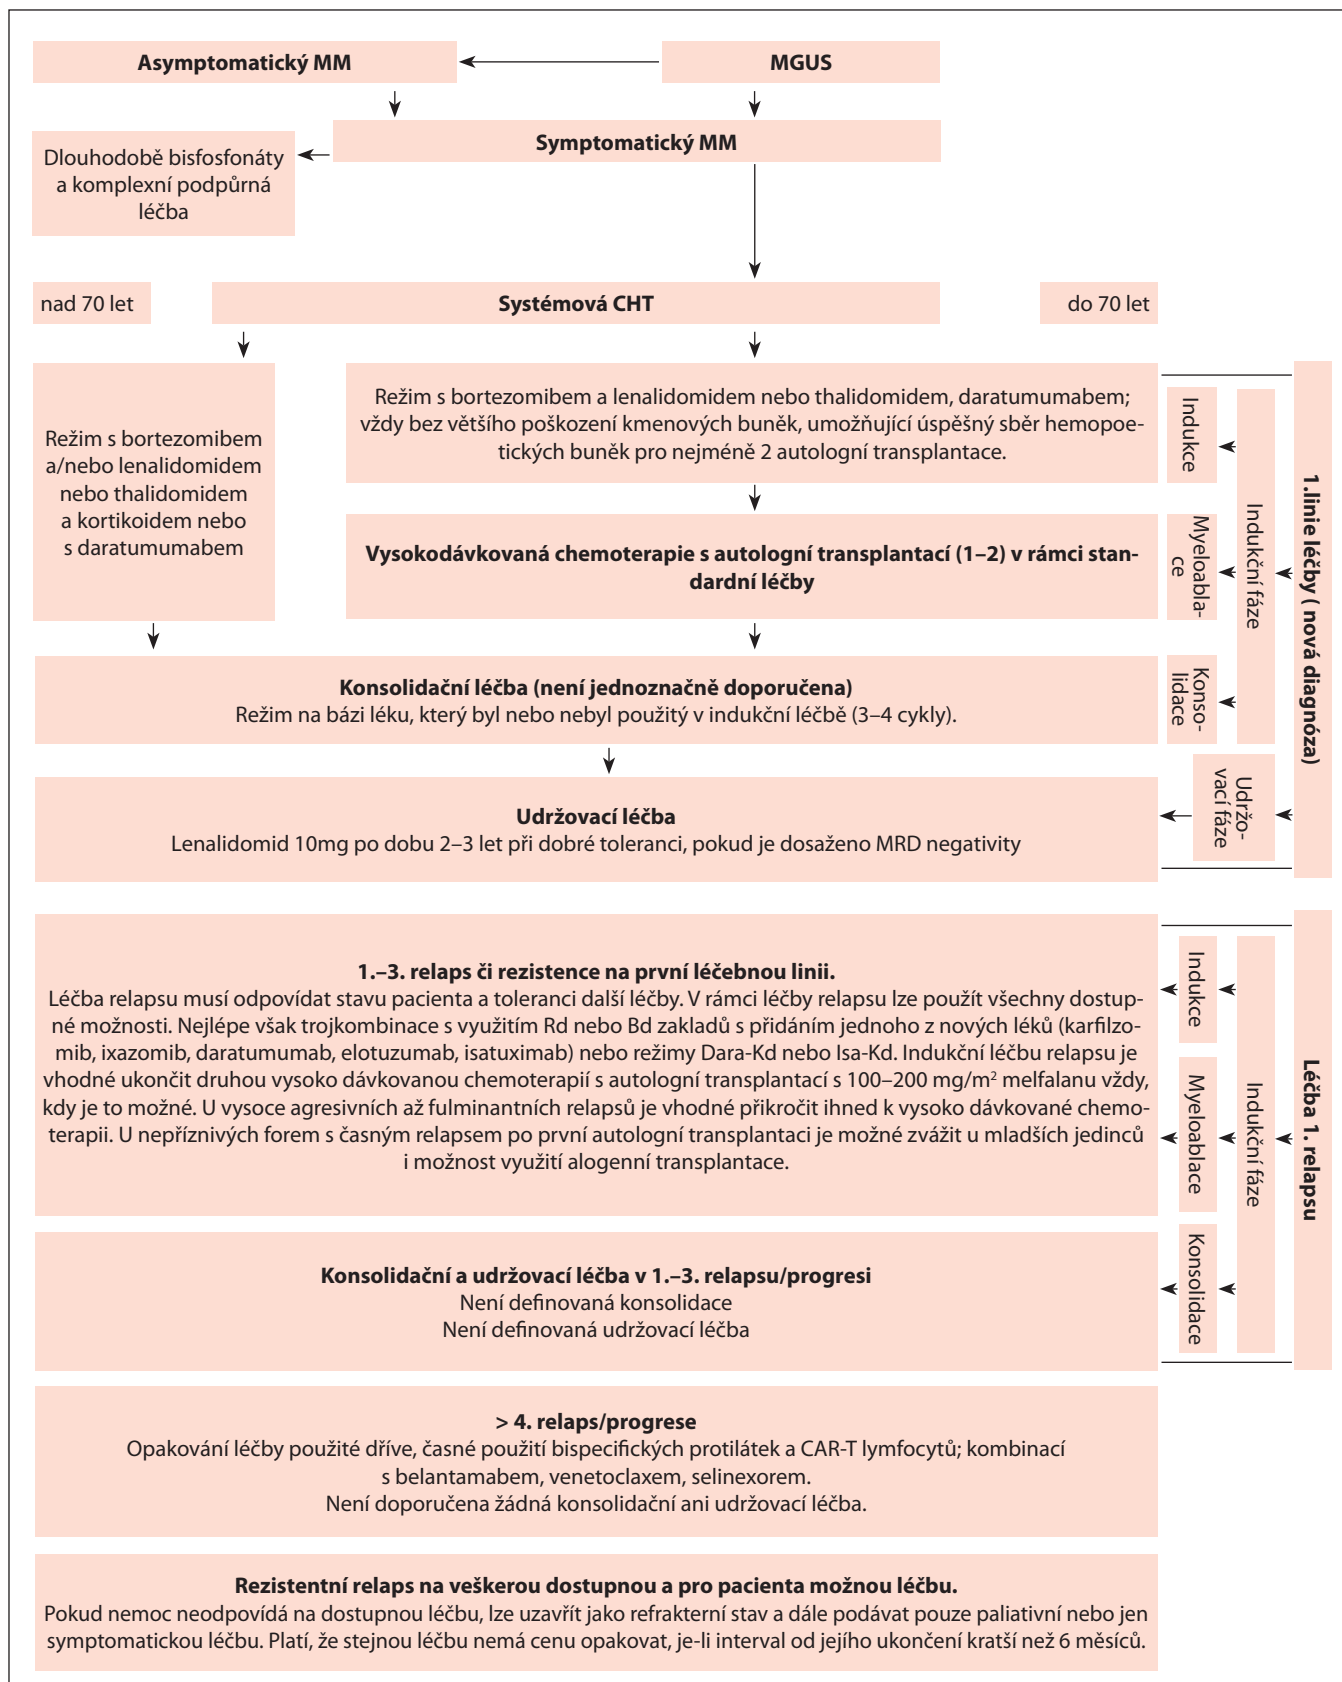 Asymptomatický MM
MGUS
Symptomatický MM
Dlouhodobě bisfosfonáty
a komplexní podpůrná
léčba
nad 70 let
Systémová CHT
do 70 let
Režim s bortezomibem
a/nebo lenalidomidem
nebo thalidomidem
a kortikoidem nebo
s daratumumabem
Režim s bortezomibem a lenalidomidem nebo thalidomidem, daratumumabem;
vždy bez většího poškození kmenových buněk, umožňující úspěšný sběr hemopoe-
tických buněk pro nejméně 2 autologní transplantace.
Indukce
Vysokodávkovaná chemoterapie s autologní transplantací (1–2) v rámci stan-
dardní léčby
Myeloabla-
ce
Indukční fáze
1.linie léčby ( nová diagnóza)
Konsolidační léčba (není jednoznačně doporučena)
Režim na bázi léku, který byl nebo nebyl použitý v indukční léčbě (3–4 cykly).
Konso-
lidace
Udržovací léčba
Lenalidomid 10mg po dobu 2–3 let při dobré toleranci, pokud je dosaženo MRD negativity
Udržo-
vací fáze
1.–3. relaps či rezistence na první léčebnou linii.
Léčba relapsu musí odpovídat stavu pacienta a toleranci další léčby. V rámci léčby relapsu lze použít všechny dostup-
né možnosti. Nejlépe však trojkombinace s využitím Rd nebo Bd zakladů s přidáním jednoho z nových léků (karfilzo-
mib, ixazomib, daratumumab, elotuzumab, isatuximab) nebo režimy Dara-Kd nebo Isa-Kd. Indukční léčbu relapsu je
vhodné ukončit druhou vysoko dávkovanou chemoterapií s autologní transplantací s 100–200 mg/m² melfalanu vždy,
kdy je to možné. U vysoce agresivních až fulminantních relapsů je vhodné přikročit ihned k vysoko dávkované chemo-
terapii. U nepříznivých forem s časným relapsem po první autologní transplantaci je možné zvážit u mladších jedinců
i možnost využití alogenní transplantace.
Indukce
Myeloablace
Indukční fáze
Léčba 1. relapsu
Konsolidační a udržovací léčba v 1.–3. relapsu/progresi
Není definovaná konsolidace
Není definovaná udržovací léčba
Konsolidace
> 4. relaps/progrese
Opakování léčby použité dříve, časné použití bispecifických protilátek a CAR-T lymfocytů; kombinací
s belantamabem, venetoclaxem, selinexorem.
Není doporučena žádná konsolidační ani udržovací léčba.
Rezistentní relaps na veškerou dostupnou a pro pacienta možnou léčbu.
Pokud nemoc neodpovídá na dostupnou léčbu, lze uzavřít jako refrakterní stav a dále podávat pouze paliativní nebo jen
symptomatickou léčbu. Platí, že stejnou léčbu nemá cenu opakovat, je-li interval od jejího ukončení kratší než 6 měsíců.